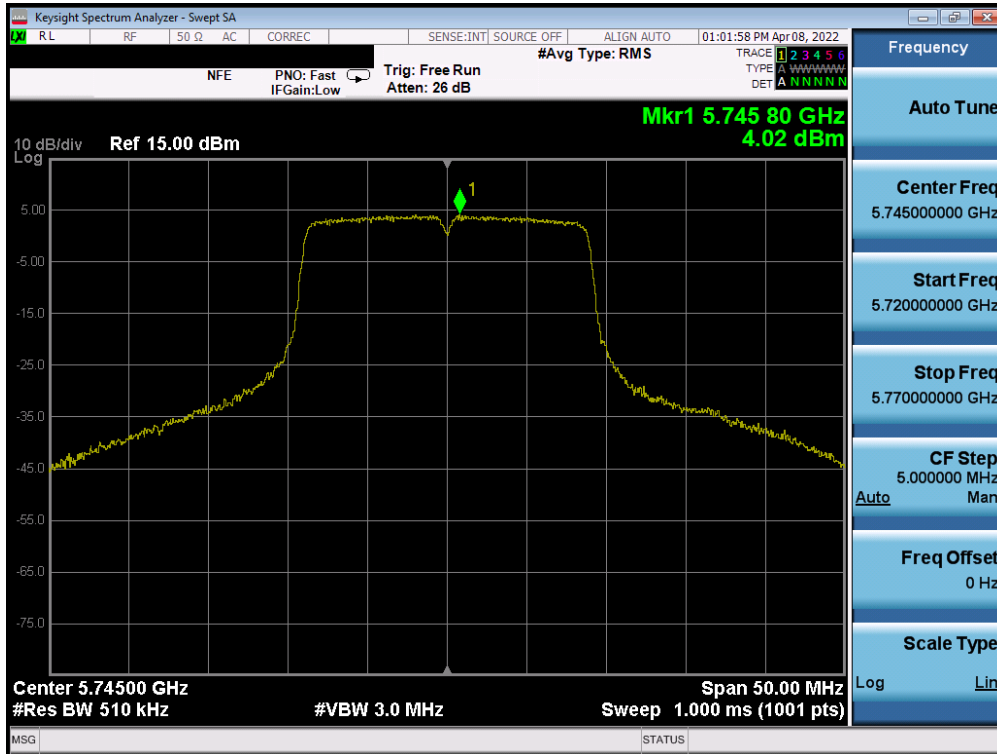 Keysight Spectrum Analyzer - Swept SA
LXI RL RF 50 Ω AC CORREC SENSE:INT SOURCE OFF ALIGN AUTO 01:01:58 PM Apr 08, 2022
#Avg Type: RMS TRACE 1 2 3 4 5 6
NFE PNO: Fast Trig: Free Run TYPE A WWWWW
IFGain:Low Atten: 26 dB DET A N N N N N
Mkr1 5.745 80 GHz
4.02 dBm
10 dB/div Ref 15.00 dBm
Log
1
5.00
-5.00
-15.0
-25.0
-35.0
-45.0
-55.0
-65.0
-75.0
Center 5.74500 GHz Span 50.00 MHz
#Res BW 510 kHz #VBW 3.0 MHz Sweep 1.000 ms (1001 pts)
MSG STATUS
Frequency
Auto Tune
Center Freq
5.745000000 GHz
Start Freq
5.720000000 GHz
Stop Freq
5.770000000 GHz
CF Step
5.000000 MHz
Auto Man
Freq Offset
0 Hz
Scale Type
Log Lin